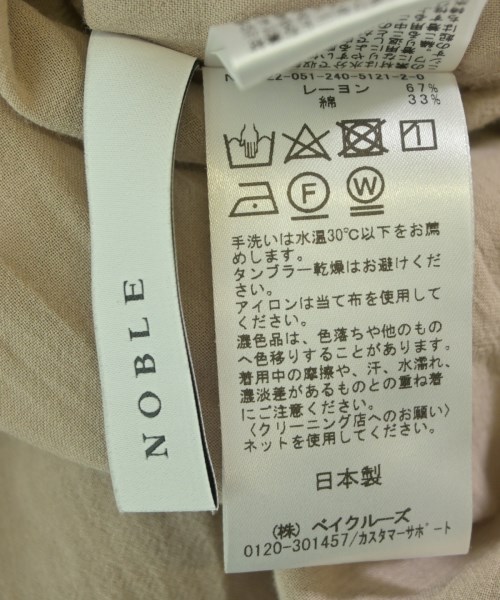 NOBLE
22-051-240-5121-2-0
レーヨン 67%
綿 33%
F
W
手洗いは水温30℃以下をお薦
めします。
タンブラー乾燥はお避けくだ
さい。
アイロンは当て布を使用して
ください。
濃色品は、色落ちや他のもの
へ色移りすることがあります。
着用中の摩擦や、汗、水濡れ、
濃淡差があるものとの重ね着
にご注意ください。
〈クリーニング店へのお願い〉
ネットを使用してください。
日本製
(株) ベイクルーズ
0120-301457/カスタマーサポート